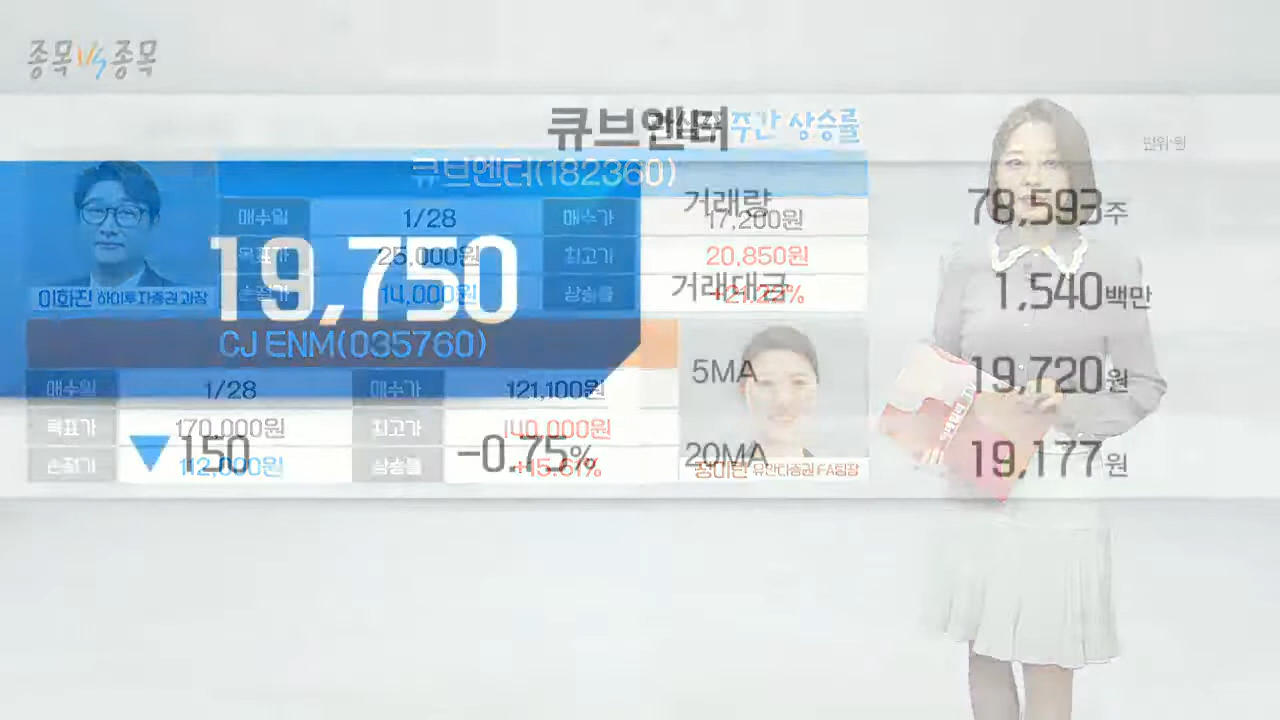 종목 VS 종목
큐브엔터
주간 상승률
단위:원
큐브엔터(182360)
매수일 1/28 매수가 17,200원
목표가 25,000원 최고가 20,850원
손절가 14,000원 상승률 +21.22%
이화진 하이투자증권 과장
19,750
▼150 -0.75%
거래량 78,593주
거래대금 1,540백만
5MA 19,720원
20MA 19,177원
CJ ENM(035760)
매수일 1/28 매수가 121,100원
목표가 170,000원 최고가 140,000원
손절가 112,000원 상승률 +15.61%
유안타증권 FA팀장